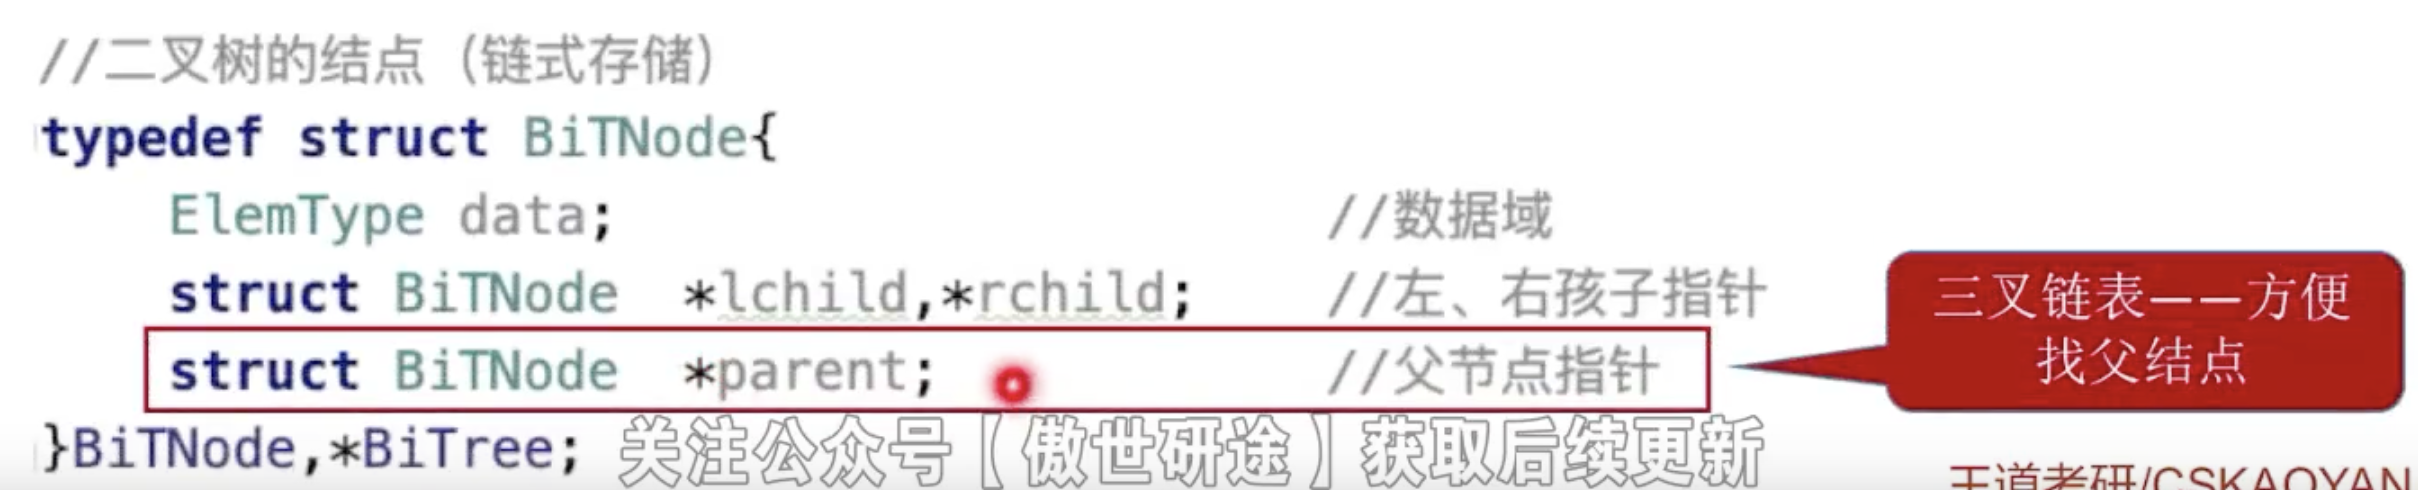 //二叉树的结点（链式存储）
typedef struct BiTNode{
ElemType data; //数据域
struct BiTNode *lchild,*rchild; //左、右孩子指针
struct BiTNode *parent; //父节点指针
三叉链表——方便
找父结点
}BiTNode,*BiTree;
关注公众号【傲世研途】获取后续更新
王道考研/CSKAOYAN